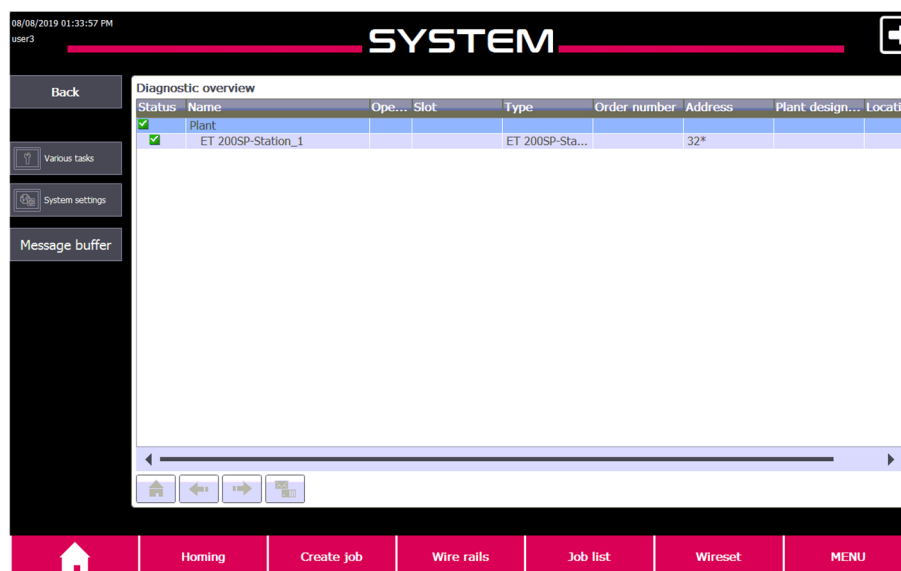 08/08/2019 01:33:57 PM
user3
SYSTEM
Back
Various tasks
System settings
Message buffer
Diagnostic overview
Status Name Ope... Slot Type Order number Address Plant design... Locati
Plant
ET 200SP-Station_1 ET 200SP-Sta... 32*
Homing Create job Wire rails Job list Wireset MENU